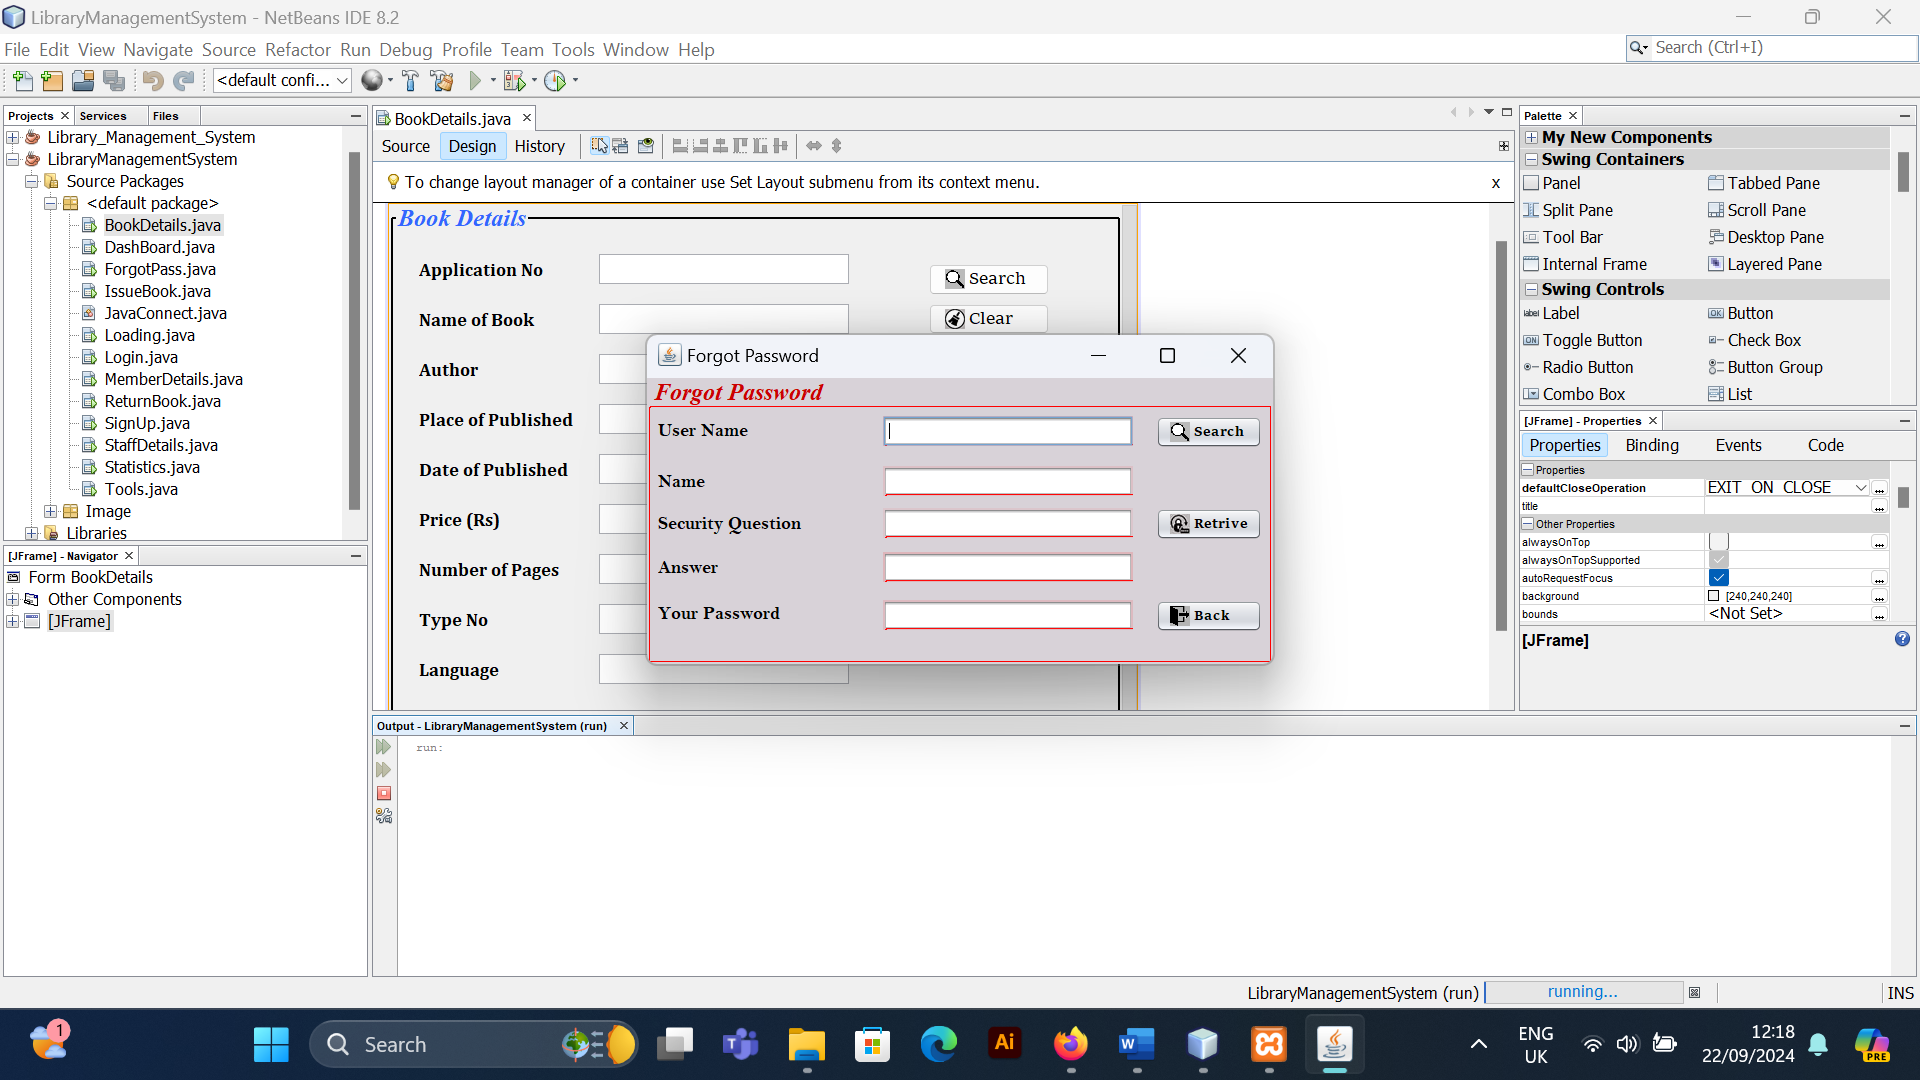 LibraryManagementSystem - NetBeans IDE 8.2
File Edit View Navigate Source Refactor Run Debug Profile Team Tools Window Help
Search (Ctrl+I)
<default confi...
Projects Services Files
Library_Management_System
LibraryManagementSystem
Source Packages
<default package>
BookDetails.java
DashBoard.java
ForgotPass.java
IssueBook.java
JavaConnect.java
Loading.java
Login.java
MemberDetails.java
ReturnBook.java
SignUp.java
StaffDetails.java
Statistics.java
Tools.java
Image
Libraries
[JFrame] - Navigator
Form BookDetails
Other Components
[JFrame]
BookDetails.java
Source Design History
To change layout manager of a container use Set Layout submenu from its context menu. x
Book Details
Application No
Search
Name of Book
Clear
Author
Place of Published
Date of Published
Price (Rs)
Number of Pages
Type No
Language
Forgot Password
Forgot Password
User Name
Search
Name
Security Question
Retrive
Answer
Your Password
Back
Output - LibraryManagementSystem (run)
run:
Palette
My New Components
Swing Containers
Panel Tabbed Pane
Split Pane Scroll Pane
Tool Bar Desktop Pane
Internal Frame Layered Pane
Swing Controls
label Label OK Button
ON Toggle Button Check Box
Radio Button Button Group
Combo Box List
[JFrame] - Properties
Properties Binding Events Code
Properties
defaultCloseOperation EXIT_ON_CLOSE ...
title ...
Other Properties
alwaysOnTop ...
alwaysOnTopSupported
autoRequestFocus ...
background [240,240,240] ...
bounds <Not Set> ...
[JFrame]
LibraryManagementSystem (run) running... INS
1
Search
Ai
ENG
UK
12:18
22/09/2024
PRE